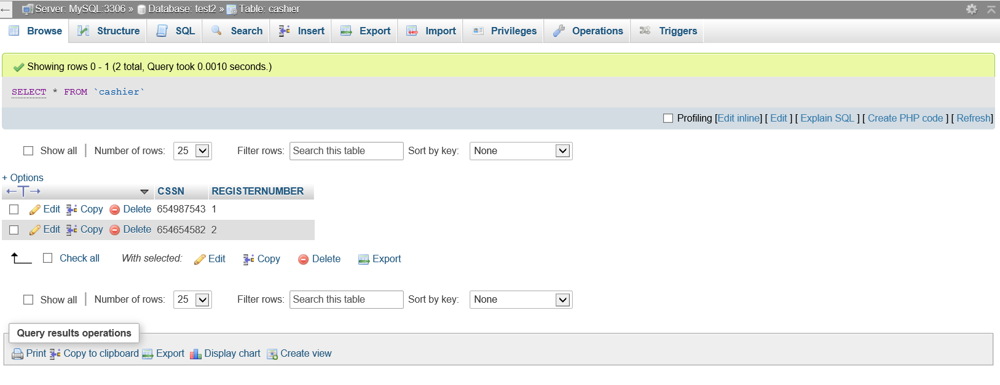 Server: MySQL:3306 » Database: test2 » Table: cashier
Browse Structure SQL Search Insert Export Import Privileges Operations Triggers
Showing rows 0 - 1 (2 total, Query took 0.0010 seconds.)
SELECT * FROM `cashier`
Profiling [Edit inline] [ Edit ] [ Explain SQL ] [ Create PHP code ] [ Refresh]
Show all | Number of rows: 25 Filter rows: Search this table Sort by key: None
+ Options
←T→ CSSN REGISTERNUMBER
Edit Copy Delete 654987543 1
Edit Copy Delete 654654582 2
Check all With selected: Edit Copy Delete Export
Show all | Number of rows: 25 Filter rows: Search this table Sort by key: None
Query results operations
Print Copy to clipboard Export Display chart Create view